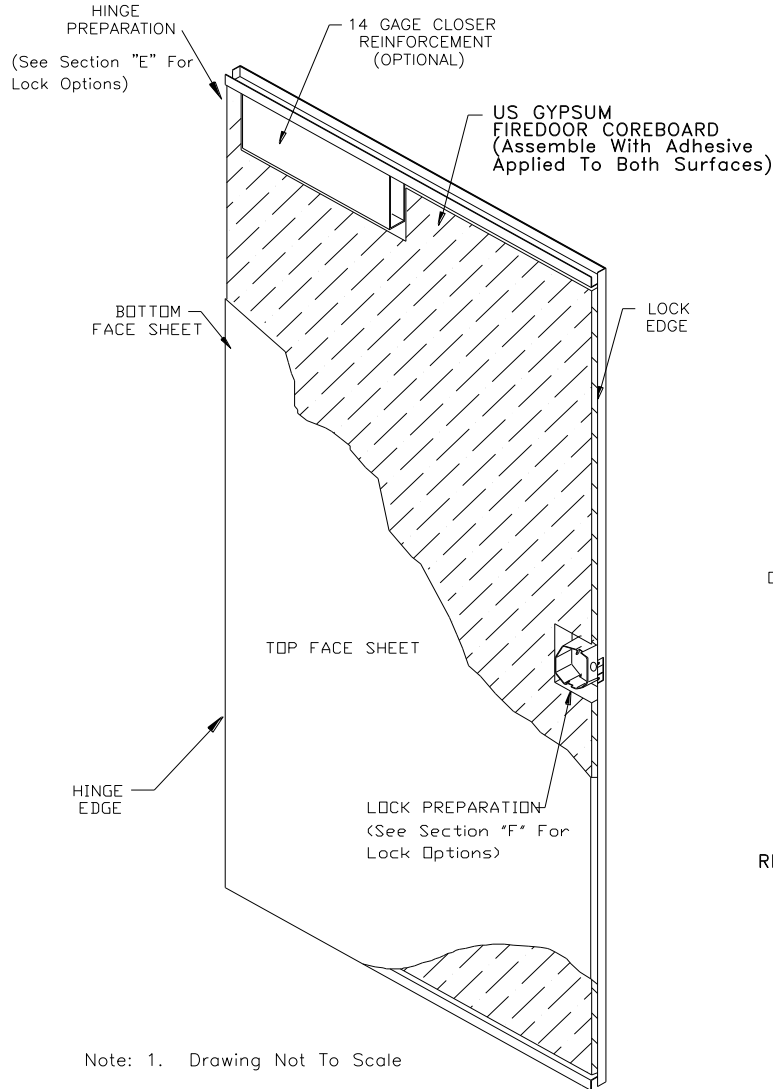 HINGE
PREPARATION
(See Section "E" For
Lock Options)
14 GAGE CLOSER
REINFORCEMENT
(OPTIONAL)
US GYPSUM
FIREDOOR COREBOARD
(Assemble With Adhesive
Applied To Both Surfaces)
BOTTOM
FACE SHEET
LOCK
EDGE
TOP FACE SHEET
HINGE
EDGE
LOCK PREPARATION
(See Section "F" For
Lock Options)
Note: 1. Drawing Not To Scale